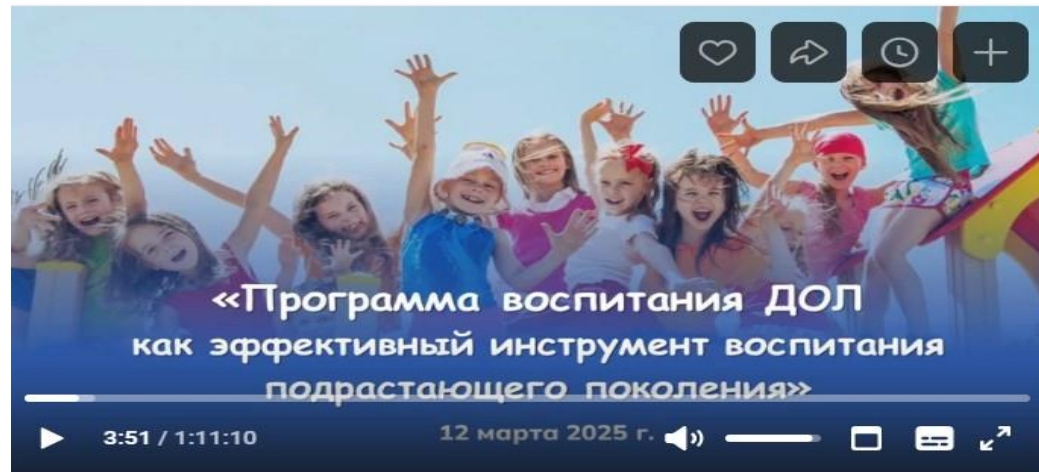 «Программа воспитания ДОЛ
как эффективный инструмент воспитания
подрастающего поколения»
3:51 / 1:11:10
12 марта 2025 г.